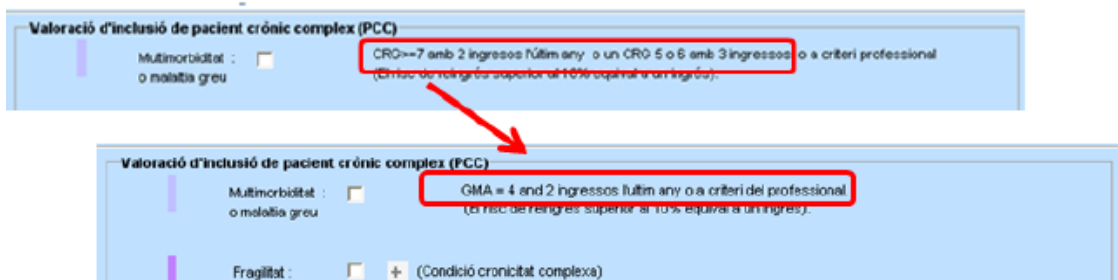 Valoració d'inclusió de pacient crònic complex (PCC)
Multimorbiditat : CRG>=7 amb 2 ingresos l'últim any o un CRG 5 o 6 amb 3 ingressos, o a criteri professional
o malaltia greu (El risc de reingrés superior al 10% equival a un ingrés).
Valoració d'inclusió de pacient crònic complex (PCC)
Multimorbiditat : GMA = 4 and 2 ingressos l'ultim any o a criteri del professional.
o malaltia greu (El risc de reingrés superior al 10% equival a un ingrés).
Fragilitat : + (Condició cronicitat complexa)